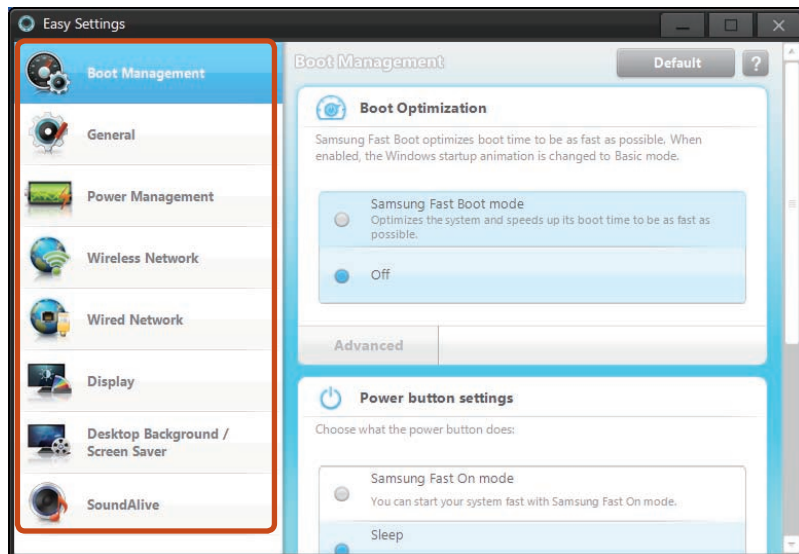 Easy Settings
Boot Management
General
Power Management
Wireless Network
Wired Network
Display
Desktop Background /
Screen Saver
SoundAlive
Boot Management
Default
?
Boot Optimization
Samsung Fast Boot optimizes boot time to be as fast as possible. When
enabled, the Windows startup animation is changed to Basic mode.
Samsung Fast Boot mode
Optimizes the system and speeds up its boot time to be as fast as
possible.
Off
Advanced
Power button settings
Choose what the power button does:
Samsung Fast On mode
You can start your system fast with Samsung Fast On mode.
Sleep